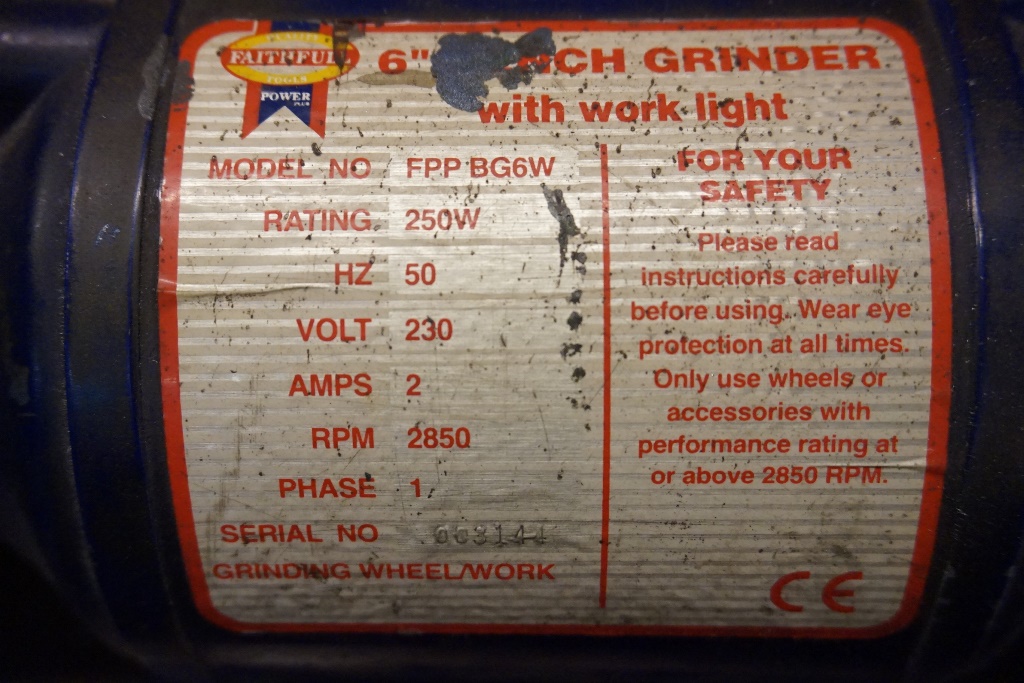 QUALITY
FAITHFULL
TOOLS
POWER
PLUS
6" GRINDER
with work light
MODEL NO FPP BG6W
RATING 250W
HZ 50
VOLT 230
AMPS 2
RPM 2850
PHASE 1
SERIAL NO
GRINDING WHEEL/WORK
FOR YOUR
SAFETY
Please read
instructions carefully
before using. Wear eye
protection at all times.
Only use wheels or
accessories with
performance rating at
or above 2850 RPM.
CE